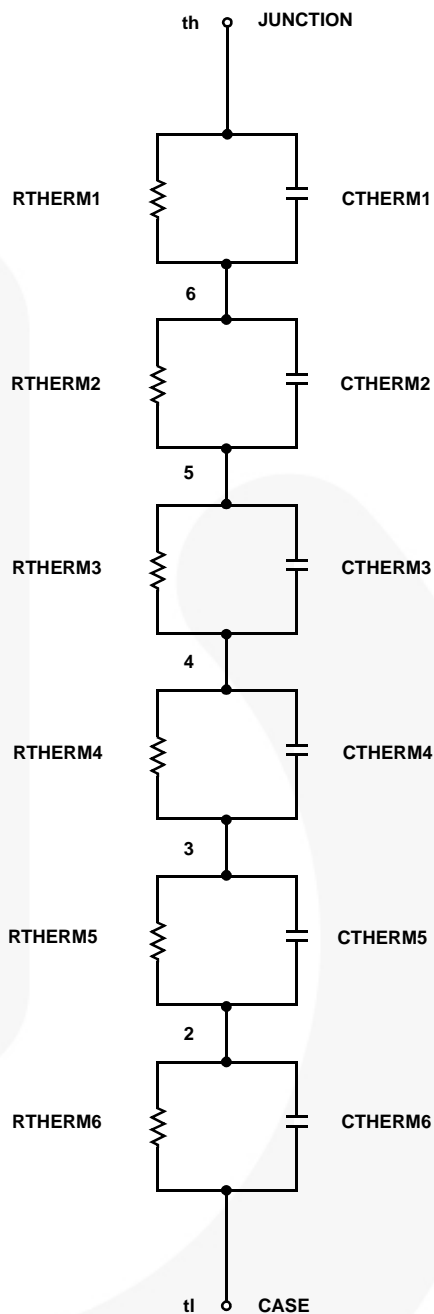 th JUNCTION
RTHERM1 CTHERM1
6
RTHERM2 CTHERM2
5
RTHERM3 CTHERM3
4
RTHERM4 CTHERM4
3
RTHERM5 CTHERM5
2
RTHERM6 CTHERM6
tl CASE